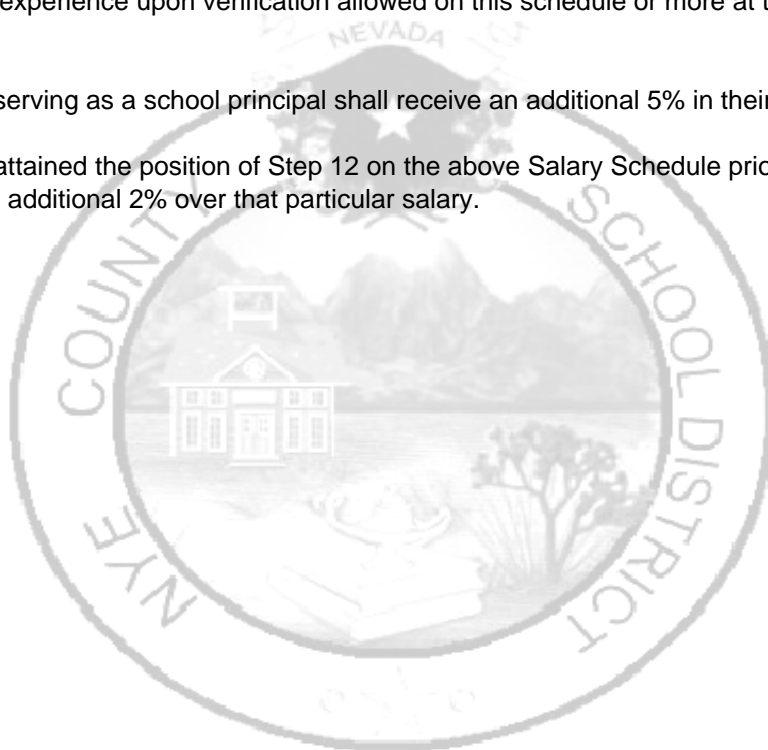 experience upon verification allowed on this schedule or more at t
serving as a school principal shall receive an additional 5% in their
attained the position of Step 12 on the above Salary Schedule prio
additional 2% over that particular salary.
NEVADA
NYE COUNTY SCHOOL DISTRICT